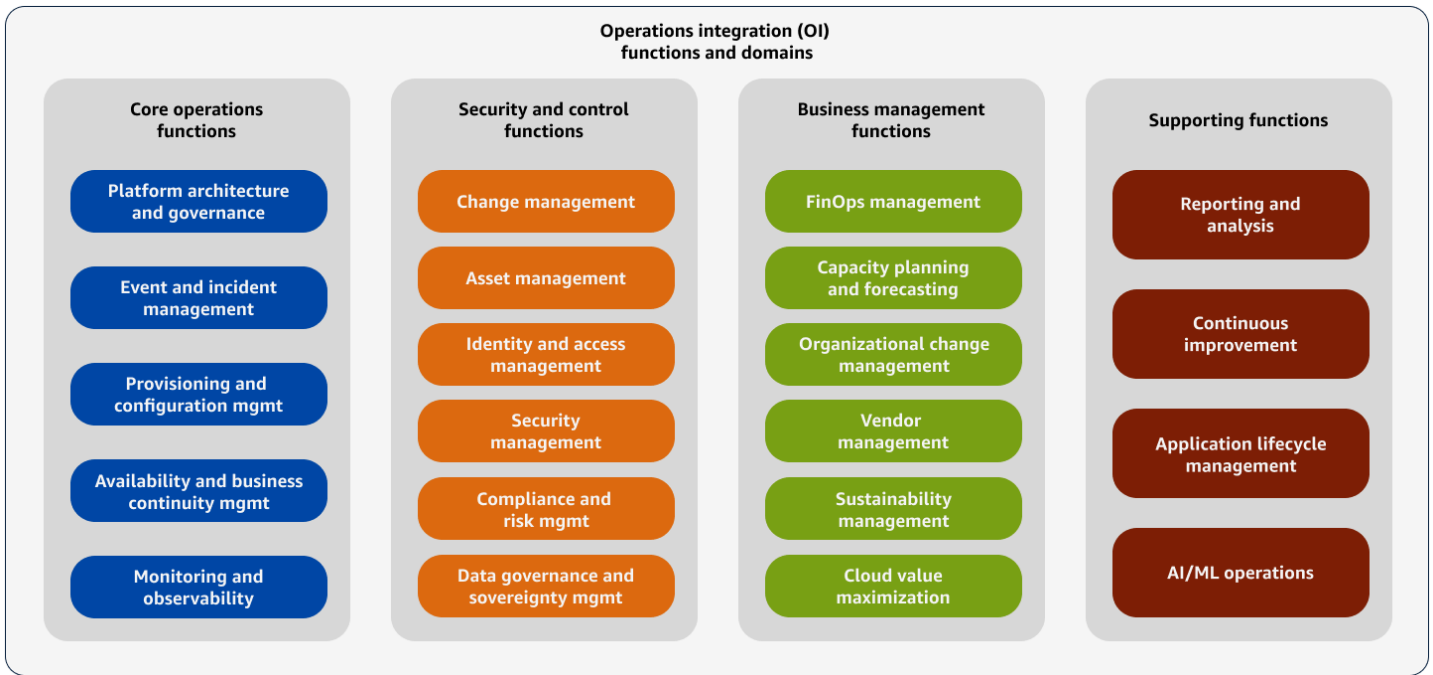 Operations integration (OI)
functions and domains
Core operations
functions
Platform architecture
and governance
Event and incident
management
Provisioning and
configuration mgmt
Availability and business
continuity mgmt
Monitoring and
observability
Security and control
functions
Change management
Asset management
Identity and access
management
Security
management
Compliance and
risk mgmt
Data governance and
sovereignty mgmt
Business management
functions
FinOps management
Capacity planning
and forecasting
Organizational change
management
Vendor
management
Sustainability
management
Cloud value
maximization
Supporting functions
Reporting and
analysis
Continuous
improvement
Application lifecycle
management
AI/ML operations